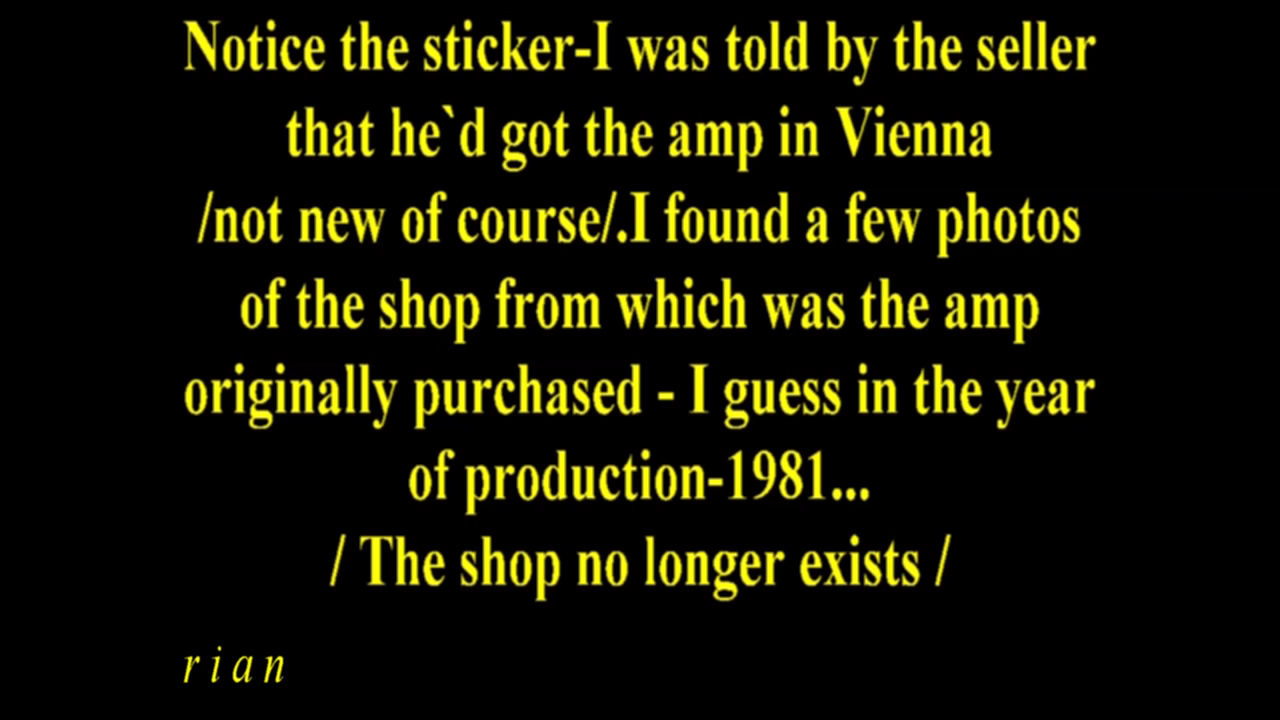 Notice the sticker-I was told by the seller
that he`d got the amp in Vienna
/not new of course/.I found a few photos
of the shop from which was the amp
originally purchased - I guess in the year
of production-1981...
/ The shop no longer exists /
r i a n